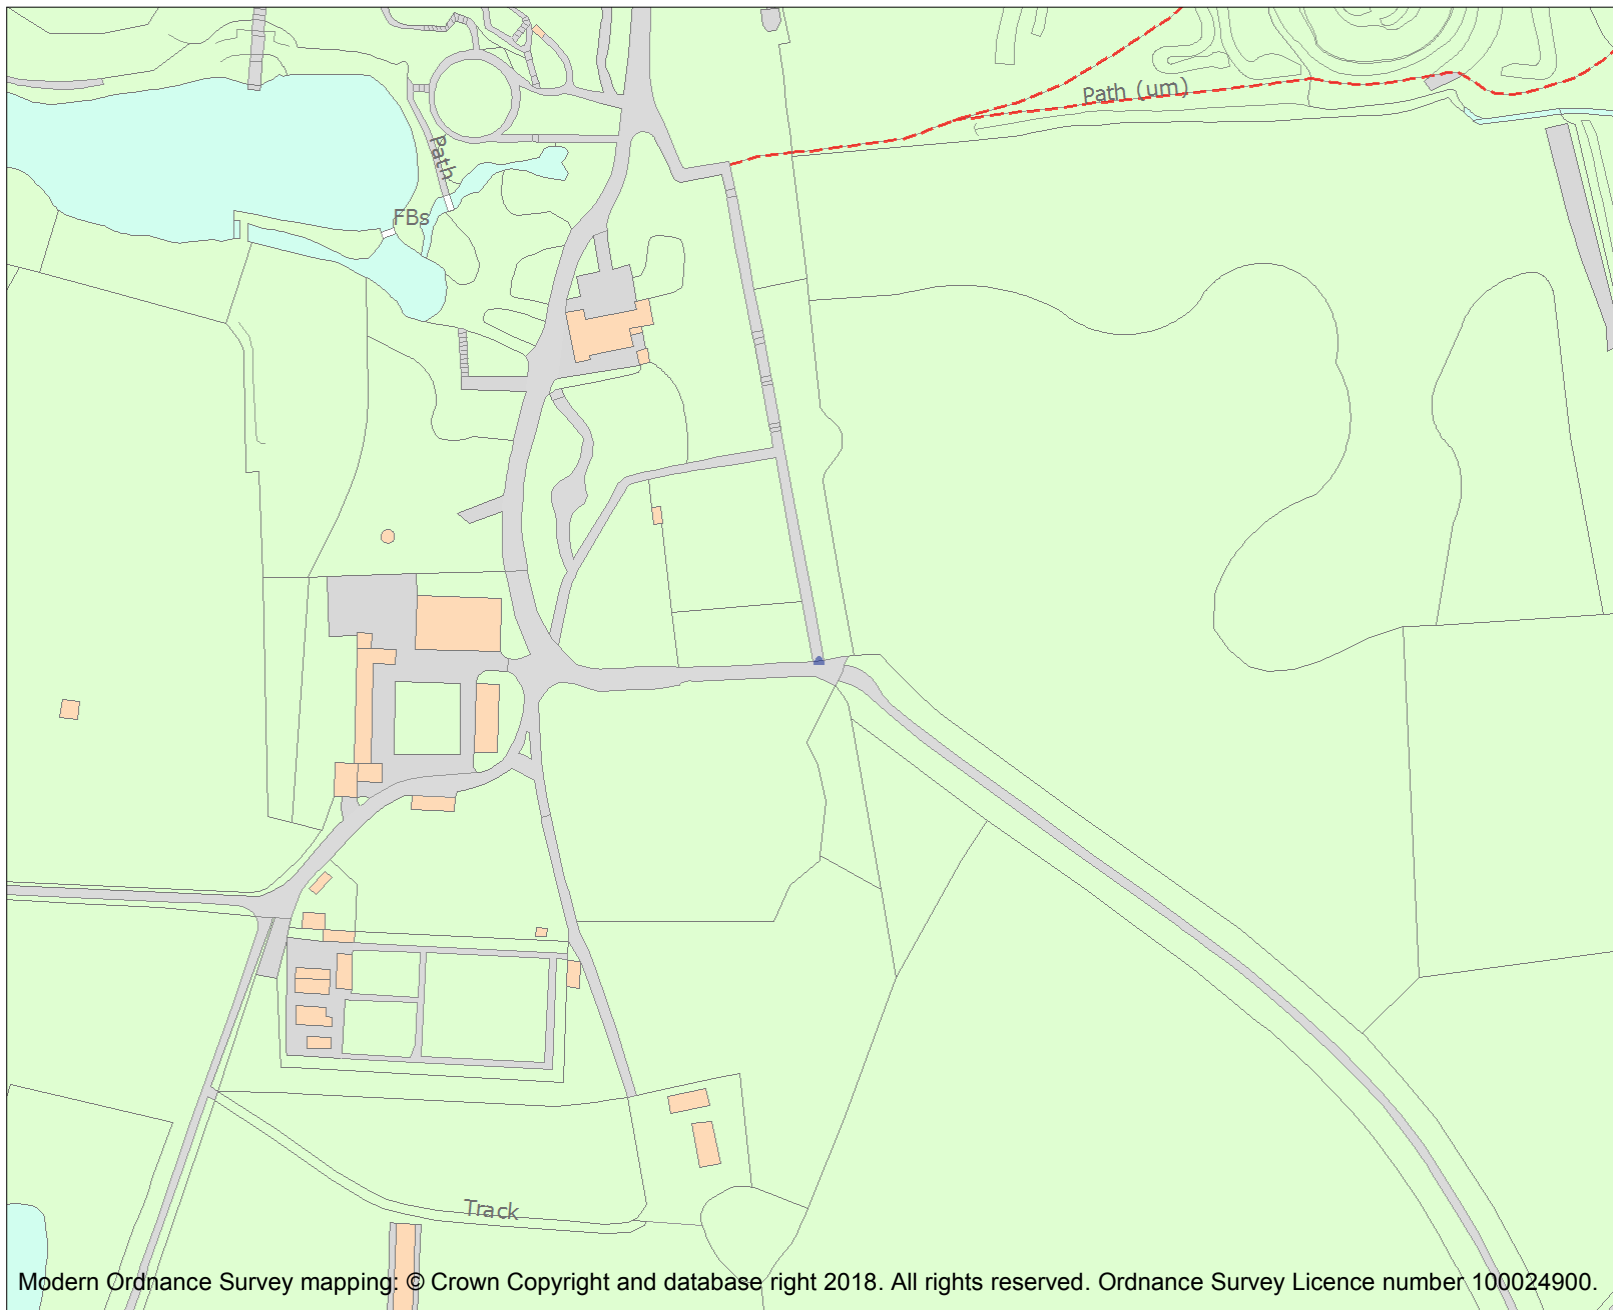 Path (um)
Path
FBs
Track
Modern Ordnance Survey mapping: © Crown Copyright and database right 2018. All rights reserved. Ordnance Survey Licence number 100024900.